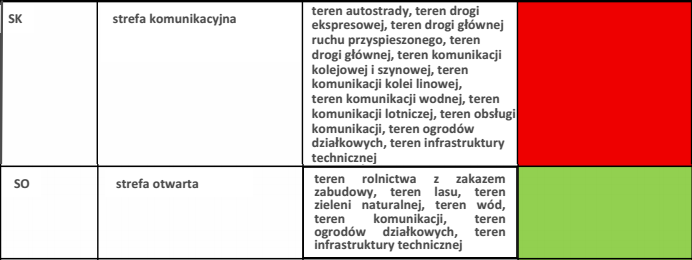 SK
strefa komunikacyjna
teren autostrady, teren drogi
ekspresowej, teren drogi głównej
ruchu przyspieszonego, teren
drogi głównej, teren komunikacji
kolejowej i szynowej, teren
komunikacji kolei linowej,
teren komunikacji wodnej, teren
komunikacji lotniczej, teren obsługi
komunikacji, teren ogrodów
działkowych, teren infrastruktury
technicznej
SO
strefa otwarta
teren rolnictwa z zakazem
zabudowy, teren lasu, teren
zieleni naturalnej, teren wód,
teren komunikacji, teren
ogrodów działkowych, teren
infrastruktury technicznej